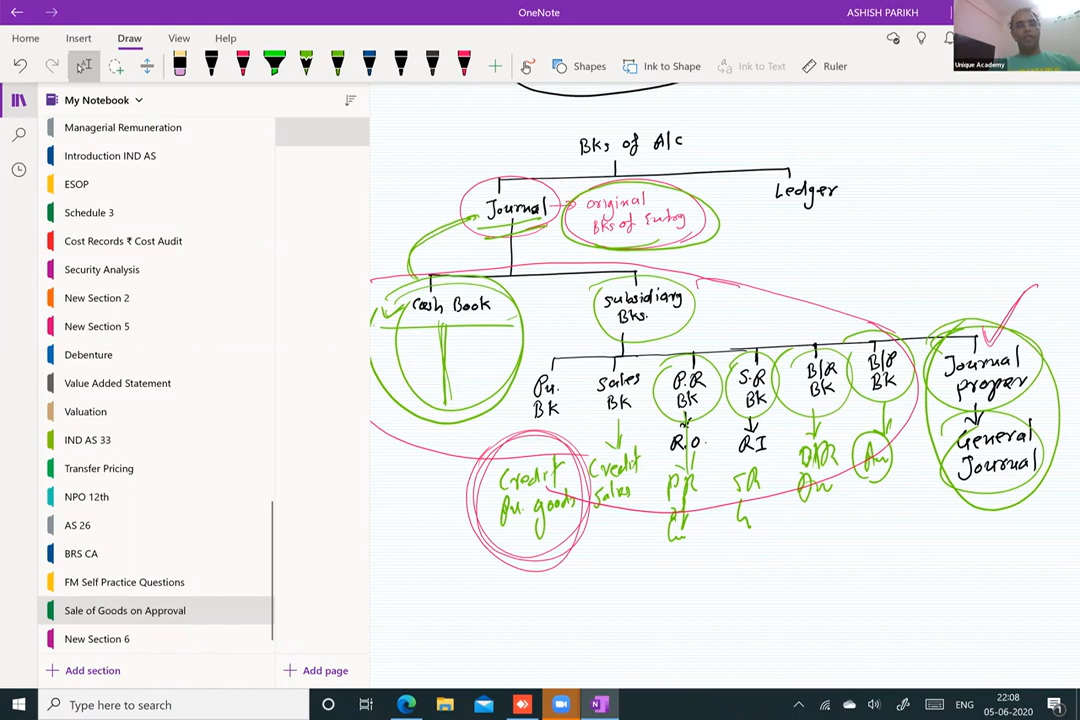 OneNote
ASHISH PARIKH
Home Insert Draw View Help
Unique Academy
Shapes Ink to Shape Ink to Text Ruler
My Notebook
Managerial Remuneration
Introduction IND AS
ESOP
Schedule 3
Cost Records ₹ Cost Audit
Security Analysis
New Section 2
New Section 5
Debenture
Value Added Statement
Valuation
IND AS 33
Transfer Pricing
NPO 12th
AS 26
BRS CA
FM Self Practice Questions
Sale of Goods on Approval
New Section 6
Add section Add page
Bks of A/c
Journal Ledger
original
Bks of Entry
Cash Book Subsidiary
Bks.
Pu. Sales P.R S.R B/R B/P Journal
BK BK BK BK BK BK proper
R.O. RI General
Journal
Credit Credit
Pu. goods Sales PR SR
Type here to search
ENG
22:08
05-06-2020
1